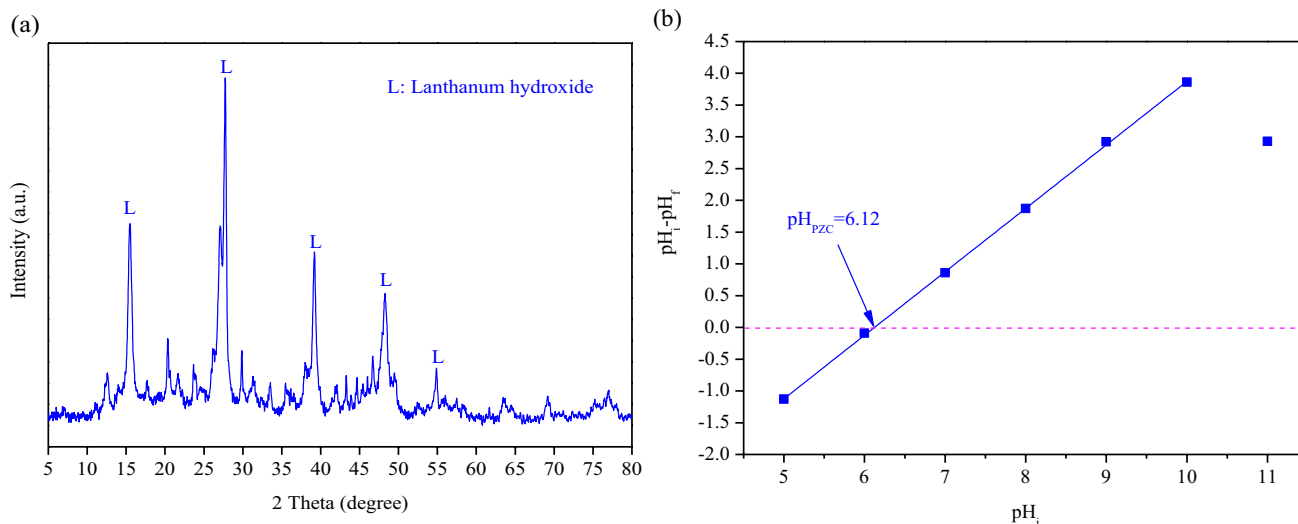 (a)
L
L
L: Lanthanum hydroxide
L
L
L
Intensity (a.u.)
5 10 15 20 25 30 35 40 45 50 55 60 65 70 75 80
2 Theta (degree)
(b)
4.5
4.0
3.5
3.0
2.5
2.0
1.5
1.0
0.5
0.0
-0.5
-1.0
-1.5
-2.0
pHi-pHf
pHPZC=6.12
5 6 7 8 9 10 11
pHi